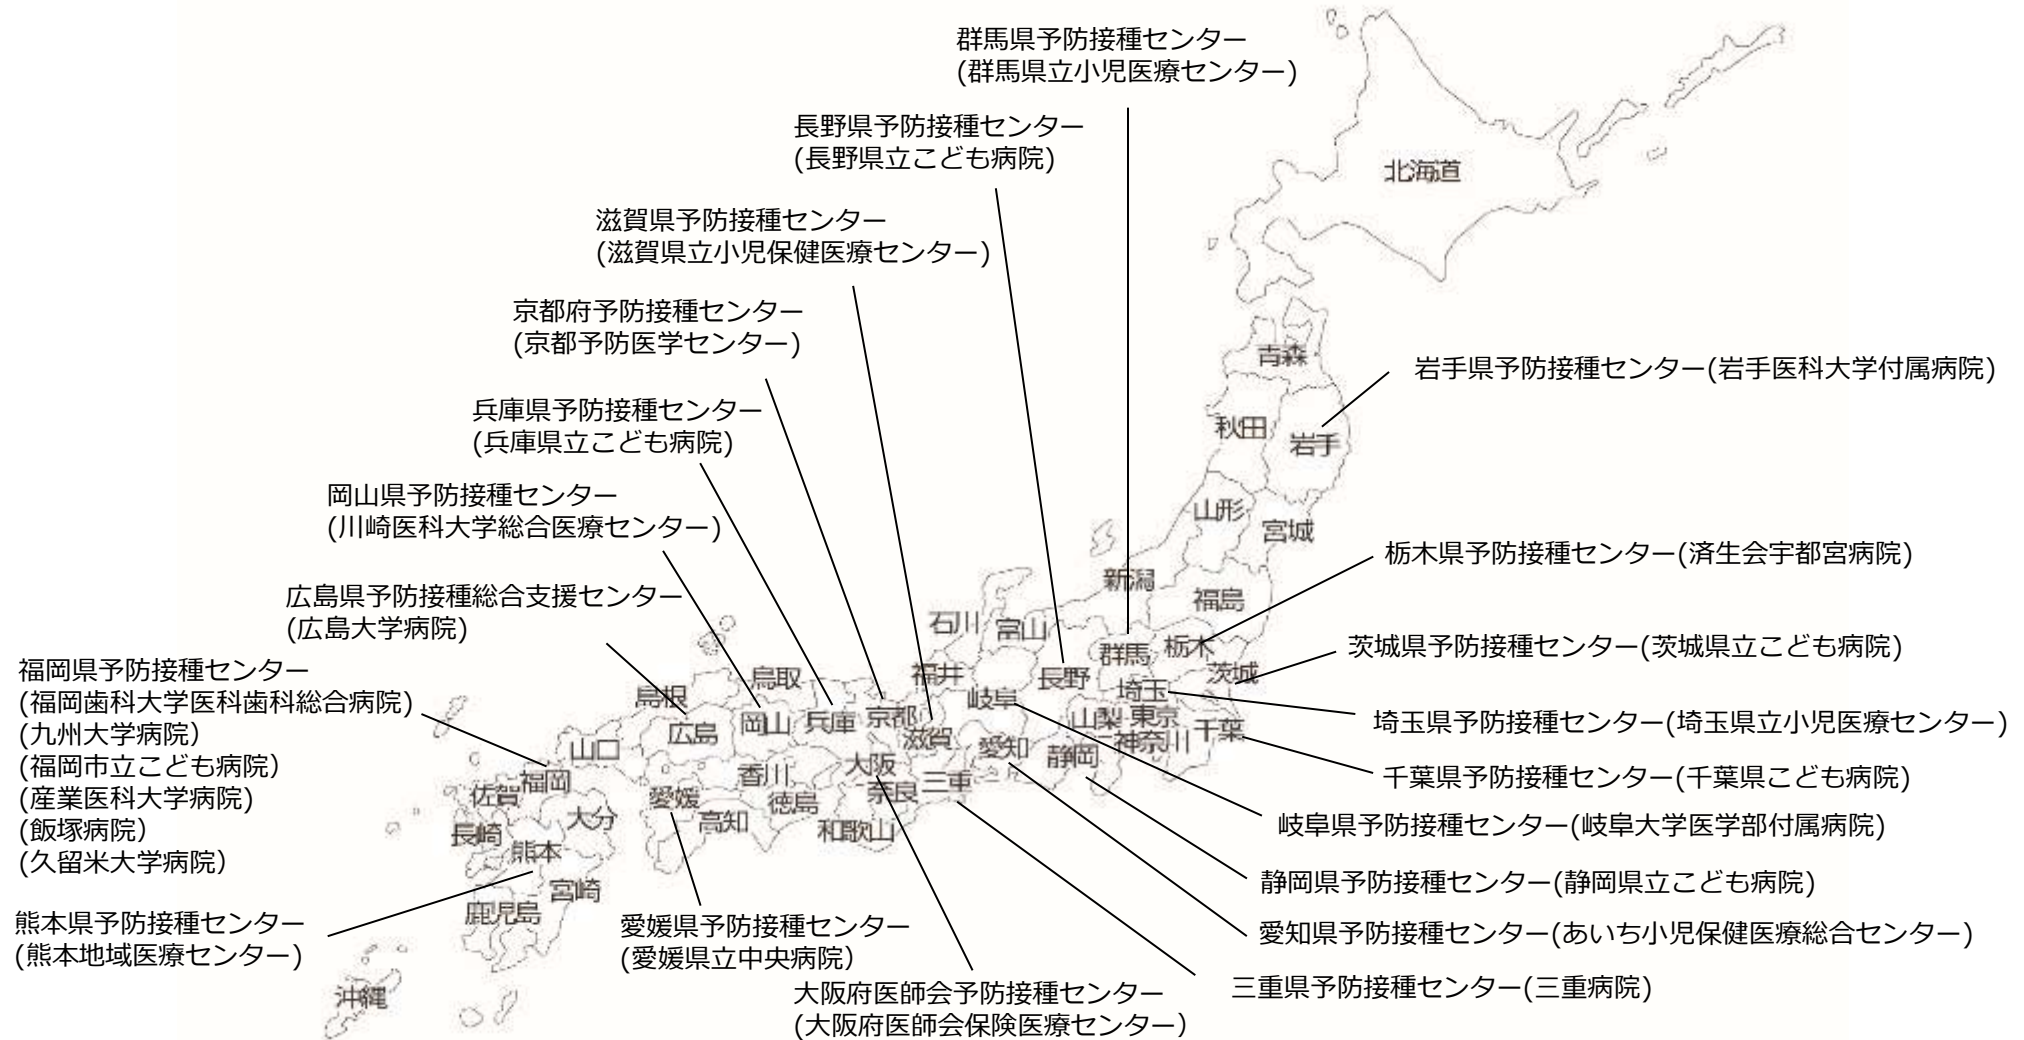 群馬県予防接種センター
(群馬県立小児医療センター)
長野県予防接種センター
(長野県立こども病院)
滋賀県予防接種センター
(滋賀県立小児保健医療センター)
京都府予防接種センター
(京都予防医学センター)
兵庫県予防接種センター
(兵庫県立こども病院)
岡山県予防接種センター
(川崎医科大学総合医療センター)
広島県予防接種総合支援センター
(広島大学病院)
福岡県予防接種センター
(福岡歯科大学医科歯科総合病院)
(九州大学病院)
(福岡市立こども病院)
(産業医科大学病院)
(飯塚病院)
(久留米大学病院)
熊本県予防接種センター
(熊本地域医療センター)
愛媛県予防接種センター
(愛媛県立中央病院)
大阪府医師会予防接種センター
(大阪府医師会保険医療センター)
岩手県予防接種センター(岩手医科大学付属病院)
栃木県予防接種センター(済生会宇都宮病院)
茨城県予防接種センター(茨城県立こども病院)
埼玉県予防接種センター(埼玉県立小児医療センター)
千葉県予防接種センター(千葉県こども病院)
岐阜県予防接種センター(岐阜大学医学部付属病院)
静岡県予防接種センター(静岡県立こども病院)
愛知県予防接種センター(あいち小児保健医療総合センター)
三重県予防接種センター(三重病院)
北海道
青森
秋田
岩手
山形
宮城
新潟
福島
石川
富山
群馬
栃木
茨城
福井
長野
岐阜
埼玉
山梨
東京
千葉
神奈川
静岡
愛知
滋賀
京都
三重
大阪
奈良
和歌山
兵庫
鳥取
岡山
島根
広島
山口
香川
徳島
愛媛
高知
福岡
佐賀
大分
長崎
熊本
宮崎
鹿児島
沖縄